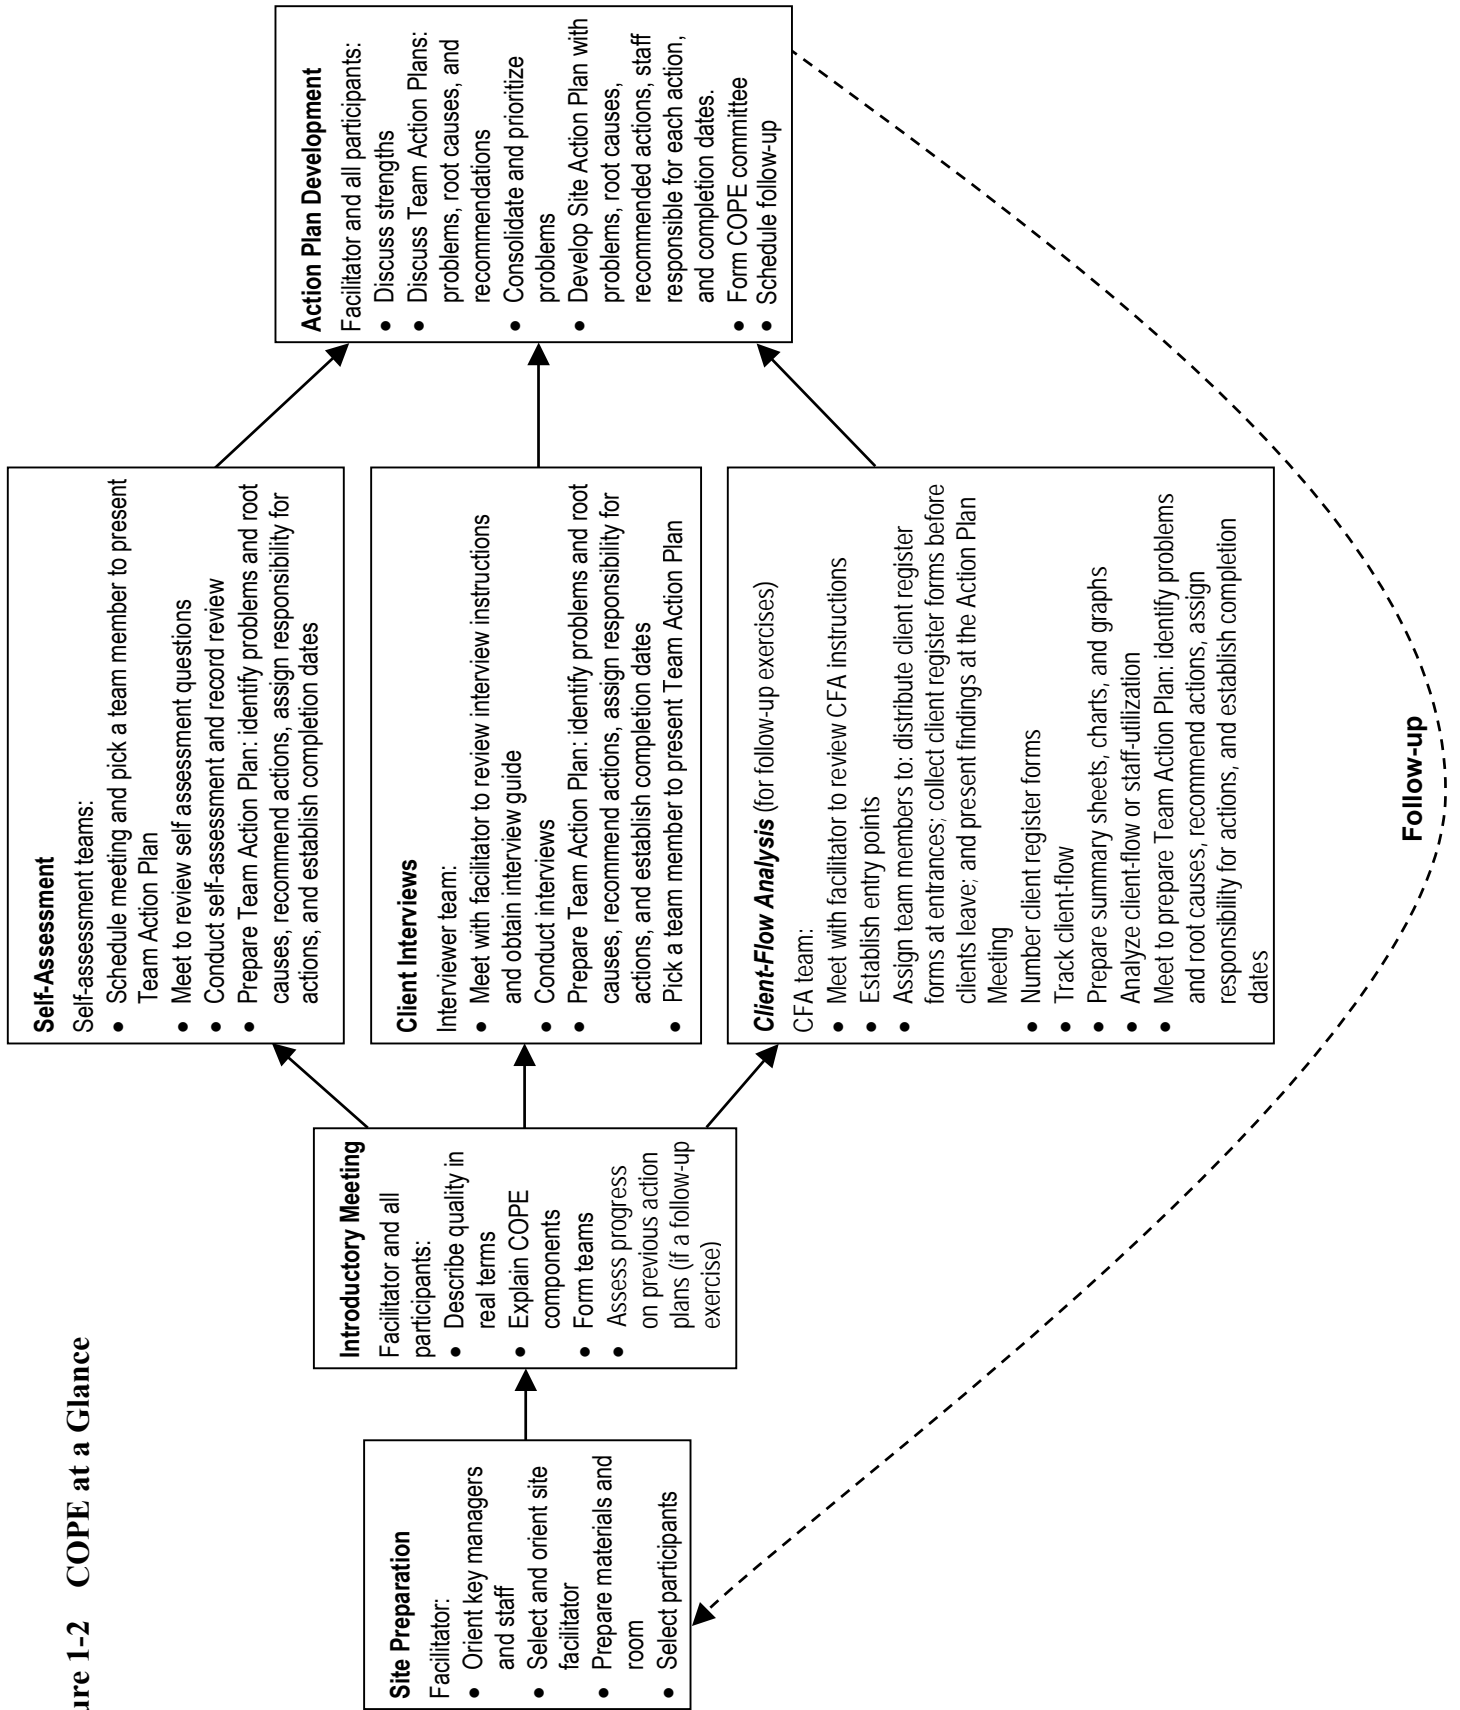 ure 1-2 COPE at a Glance
Site Preparation
Facilitator:
• Orient key managers
and staff
• Select and orient site
facilitator
• Prepare materials and
room
• Select participants
Introductory Meeting
Facilitator and all
participants:
• Describe quality in
real terms
• Explain COPE
components
• Form teams
• Assess progress
on previous action
plans (if a follow-up
exercise)
Self-Assessment
Self-assessment teams:
• Schedule meeting and pick a team member to present
Team Action Plan
• Meet to review self assessment questions
• Conduct self-assessment and record review
• Prepare Team Action Plan: identify problems and root
causes, recommend actions, assign responsibility for
actions, and establish completion dates
Client Interviews
Interviewer team:
• Meet with facilitator to review interview instructions
and obtain interview guide
• Conduct interviews
• Prepare Team Action Plan: identify problems and root
causes, recommend actions, assign responsibility for
actions, and establish completion dates
• Pick a team member to present Team Action Plan
Client-Flow Analysis (for follow-up exercises)
CFA team:
• Meet with facilitator to review CFA instructions
• Establish entry points
• Assign team members to: distribute client register
forms at entrances; collect client register forms before
clients leave; and present findings at the Action Plan
Meeting
• Number client register forms
• Track client-flow
• Prepare summary sheets, charts, and graphs
• Analyze client-flow or staff-utilization
• Meet to prepare Team Action Plan: identify problems
and root causes, recommend actions, assign
responsibility for actions, and establish completion
dates
Action Plan Development
Facilitator and all participants:
• Discuss strengths
• Discuss Team Action Plans:
problems, root causes, and
recommendations
• Consolidate and prioritize
problems
• Develop Site Action Plan with
problems, root causes,
recommended actions, staff
responsible for each action,
and completion dates.
• Form COPE committee
• Schedule follow-up
Follow-up